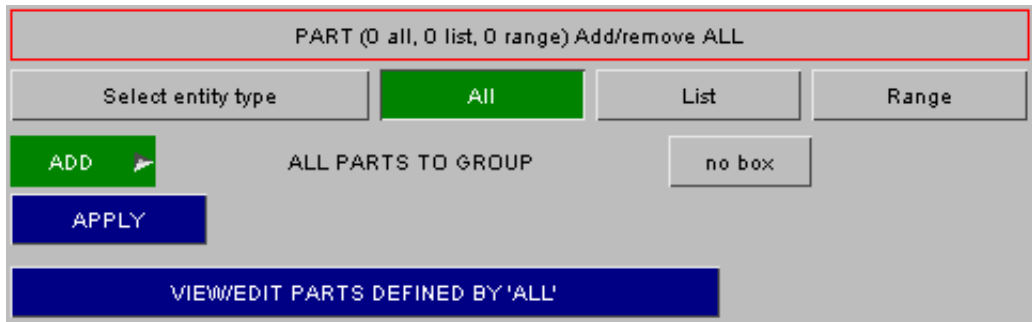 PART (0 all, 0 list, 0 range) Add/remove ALL
Select entity type All List Range
ADD ALL PARTS TO GROUP no box
APPLY
VIEW/EDIT PARTS DEFINED BY 'ALL'